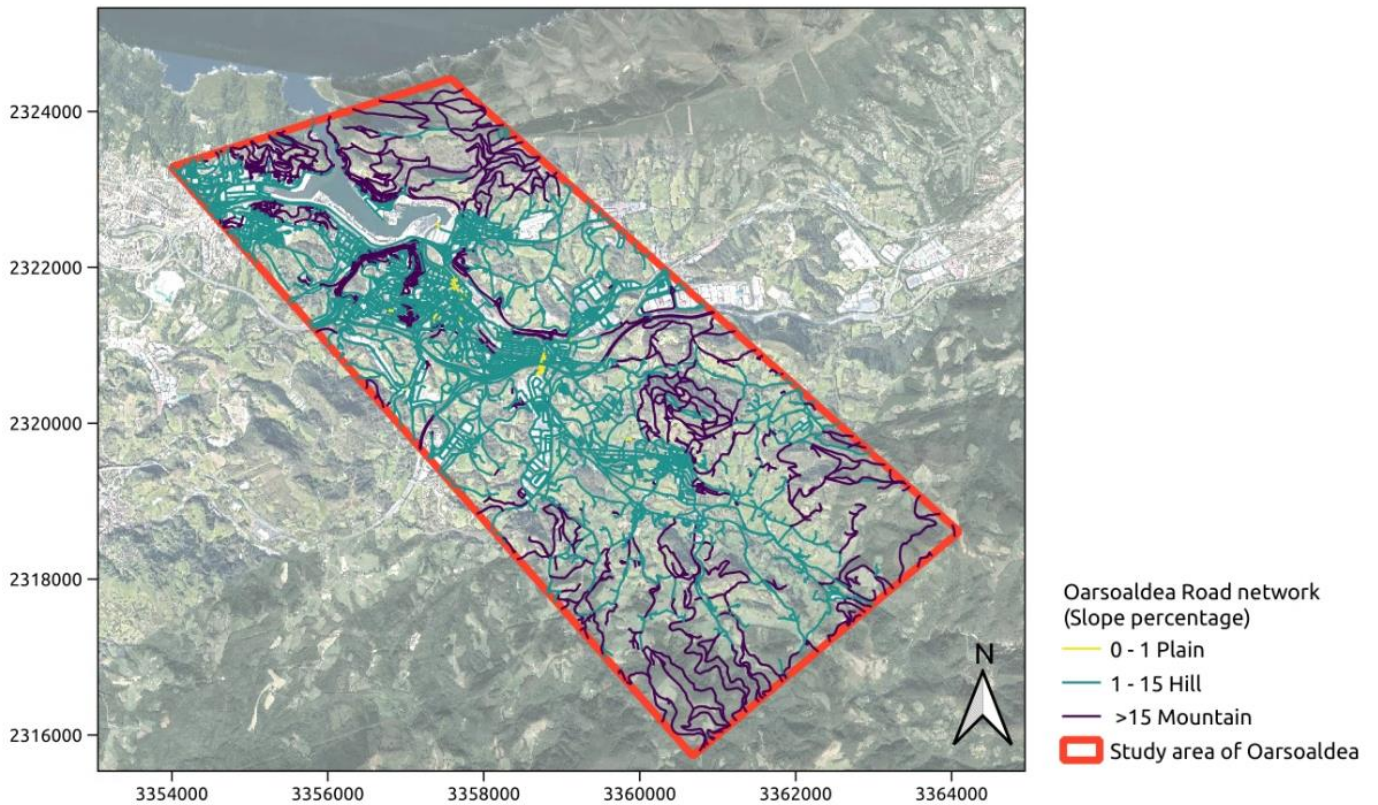 2324000
2322000
2320000
2318000
2316000
3354000 3356000 3358000 3360000 3362000 3364000
Oarsoaldea Road network
(Slope percentage)
0 - 1 Plain
1 - 15 Hill
>15 Mountain
Study area of Oarsoaldea
N